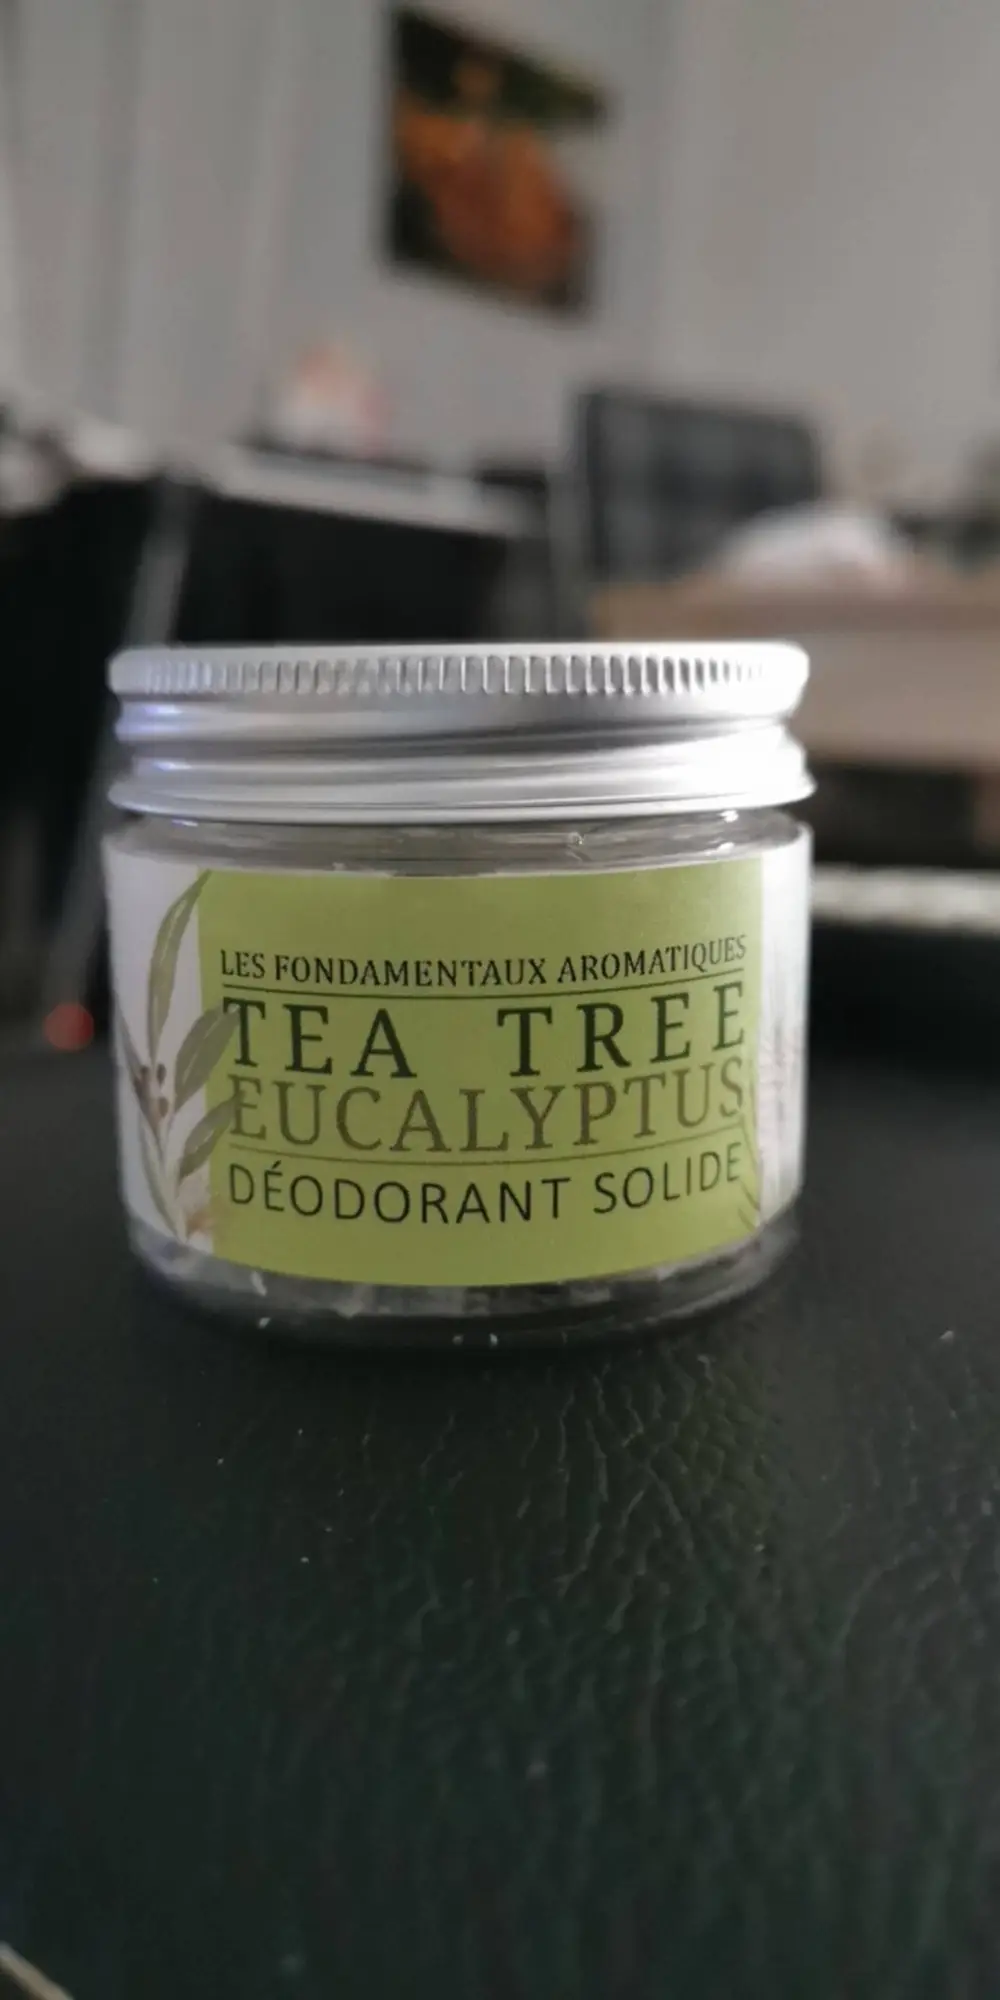 LES FONDAMENTAUX AROMATIQUES
TEA TREE
EUCALYPTUS
DÉODORANT SOLIDE